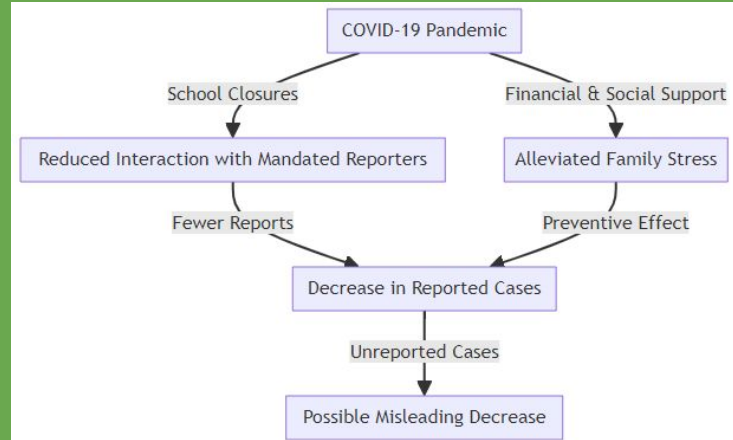 COVID-19 Pandemic
School Closures
Financial & Social Support
Reduced Interaction with Mandated Reporters
Alleviated Family Stress
Fewer Reports
Preventive Effect
Decrease in Reported Cases
Unreported Cases
Possible Misleading Decrease